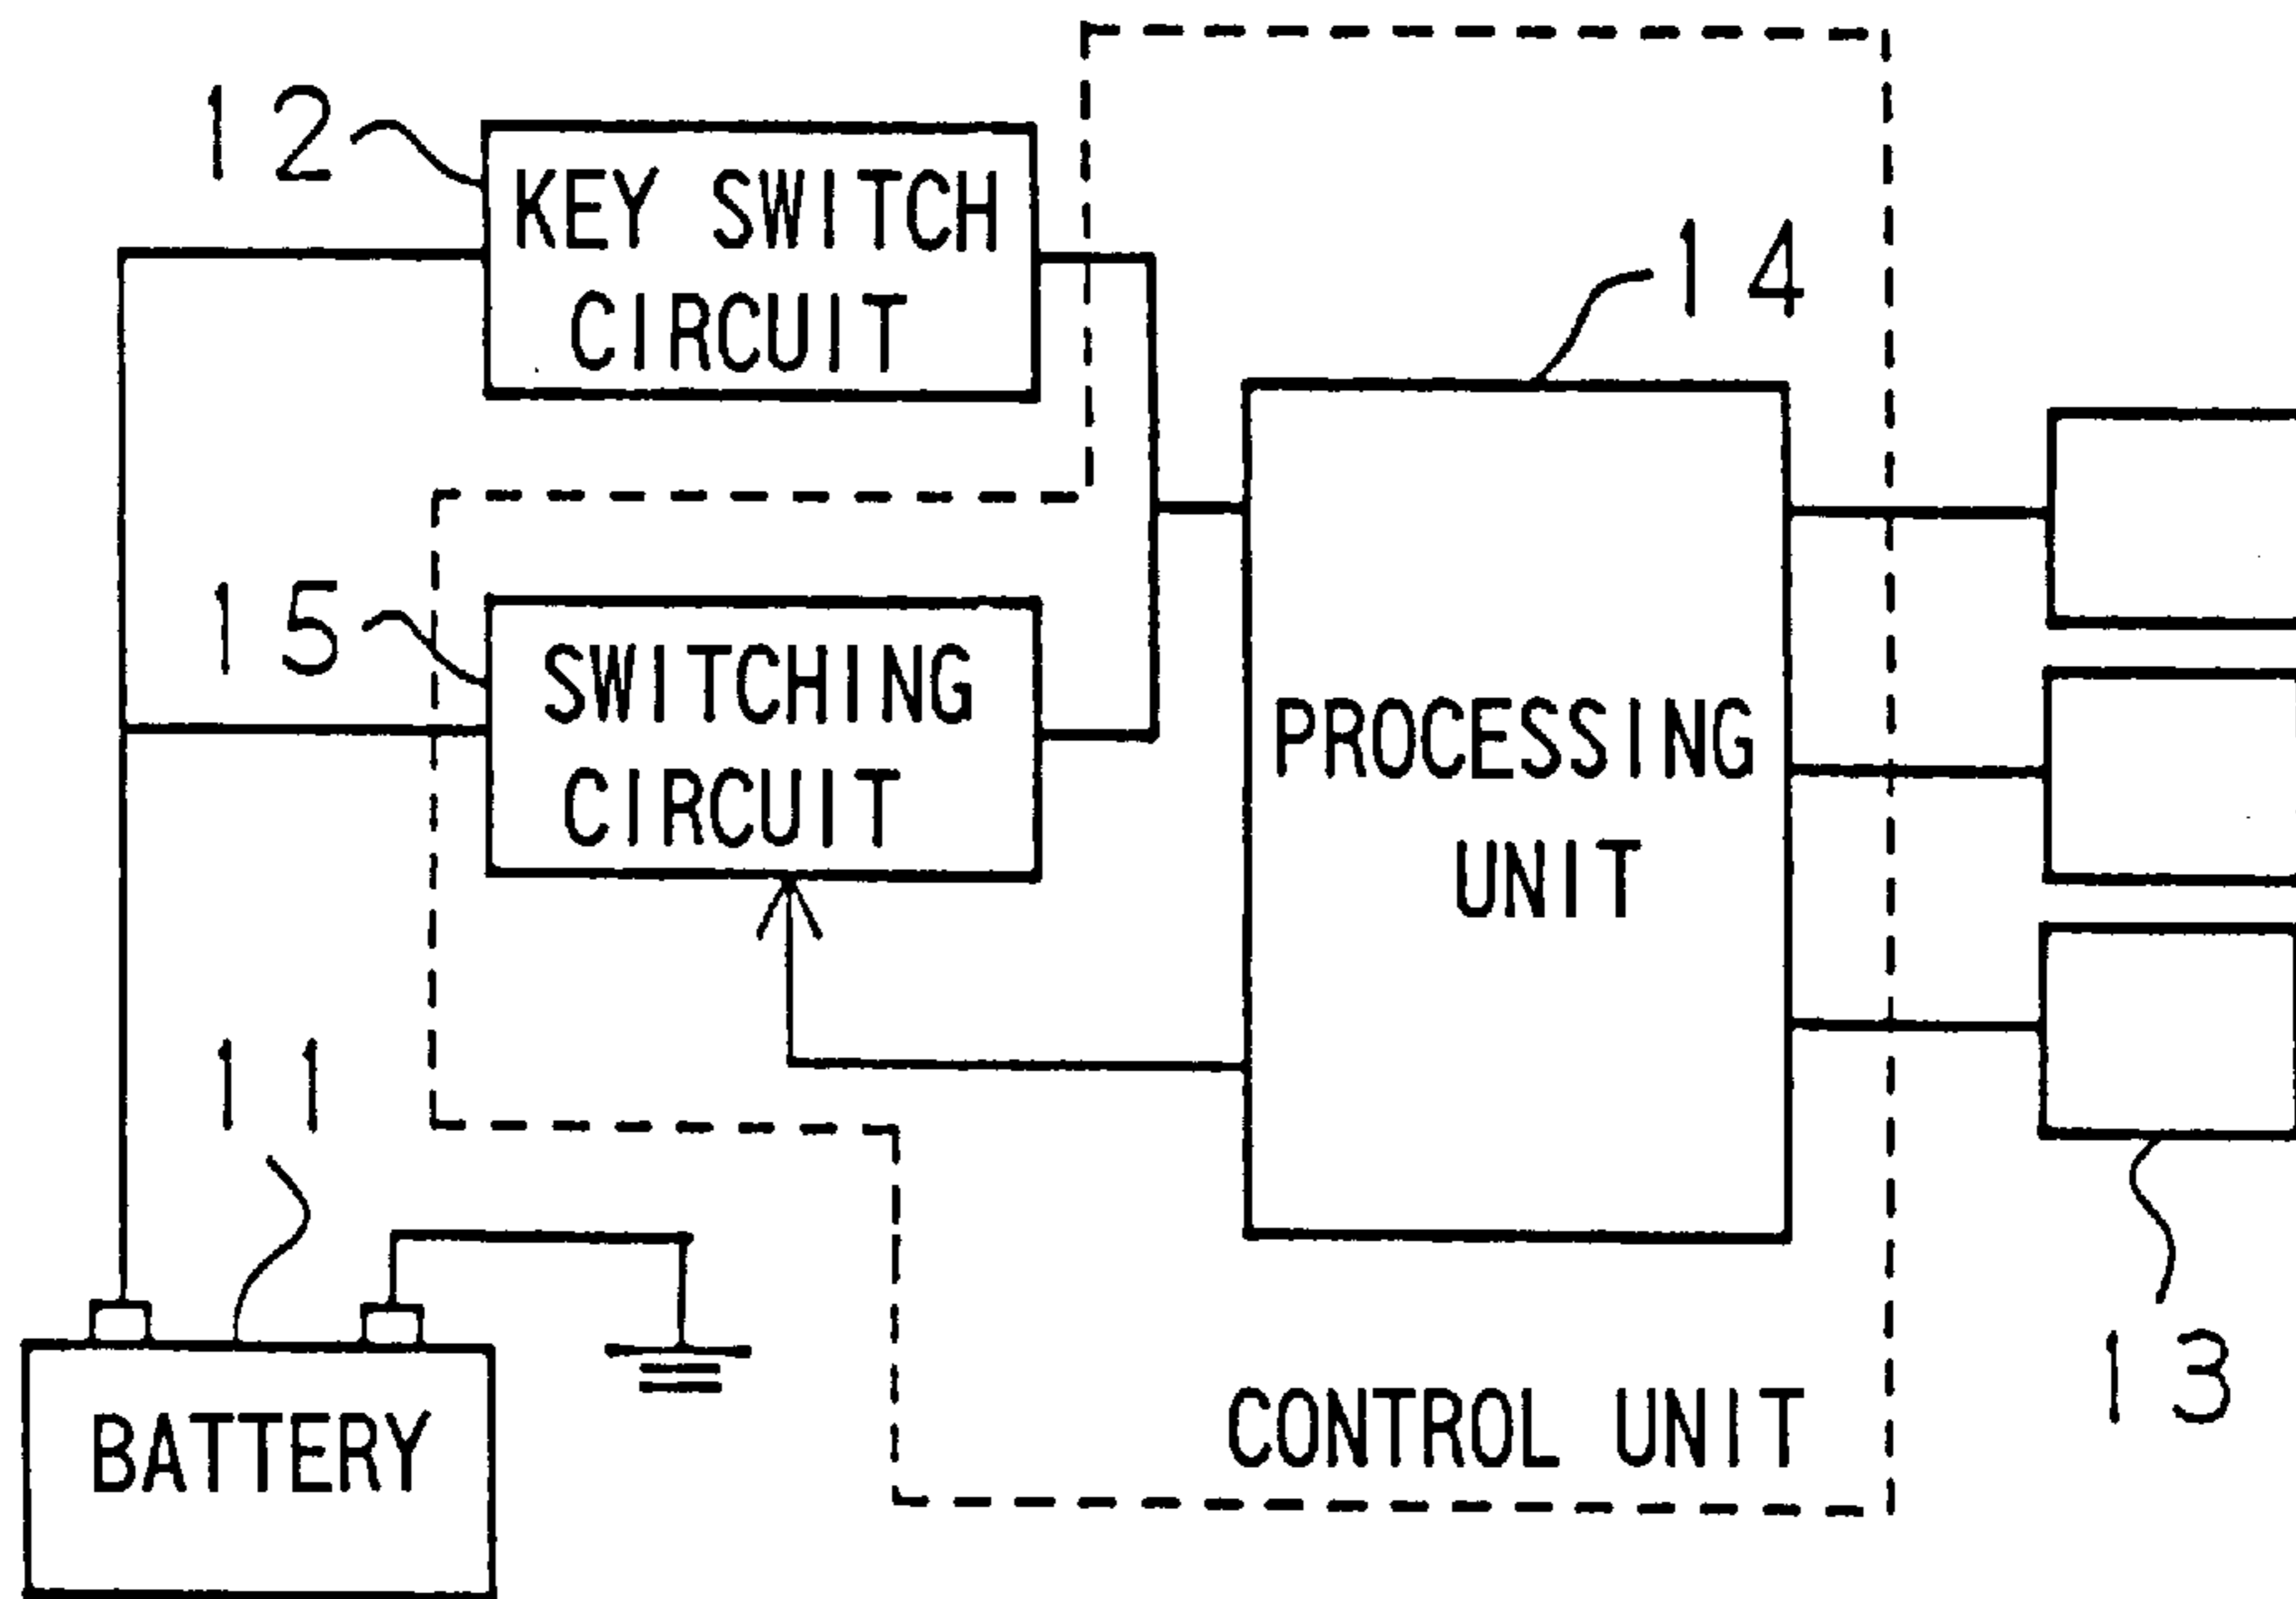 12
KEY SWITCH
CIRCUIT
14
15
SWITCHING
CIRCUIT
PROCESSING
UNIT
11
13
CONTROL UNIT
BATTERY